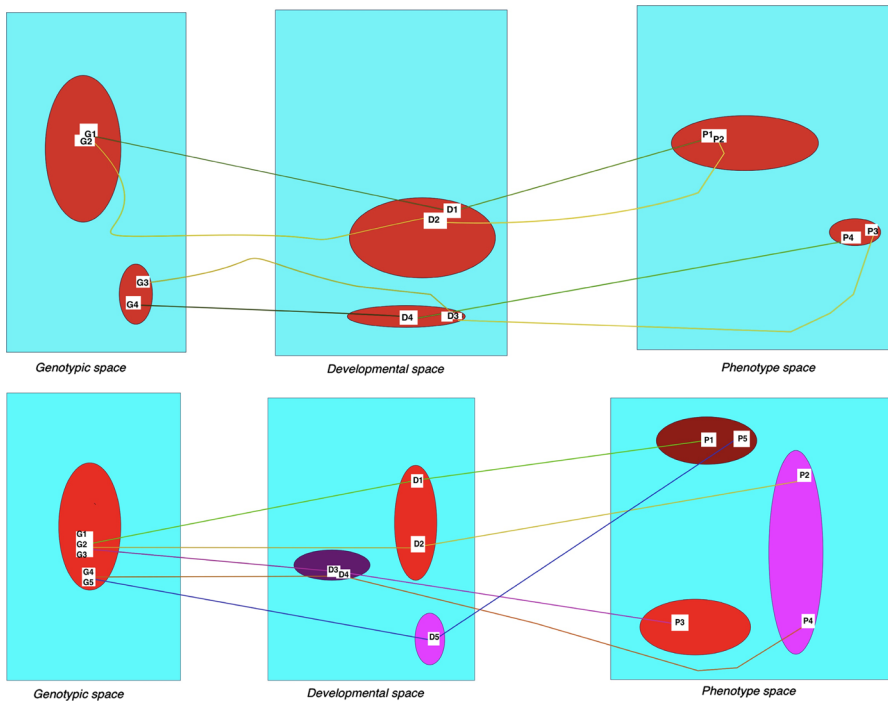 G1
G2
D1
D2
P1
P2
G3
G4
D4
D3
P4
P3
Genotypic space
Developmental space
Phenotype space
G1
G2
G3
G4
G5
D1
D2
D3
D4
D5
P1
P5
P2
P3
P4
Genotypic space
Developmental space
Phenotype space